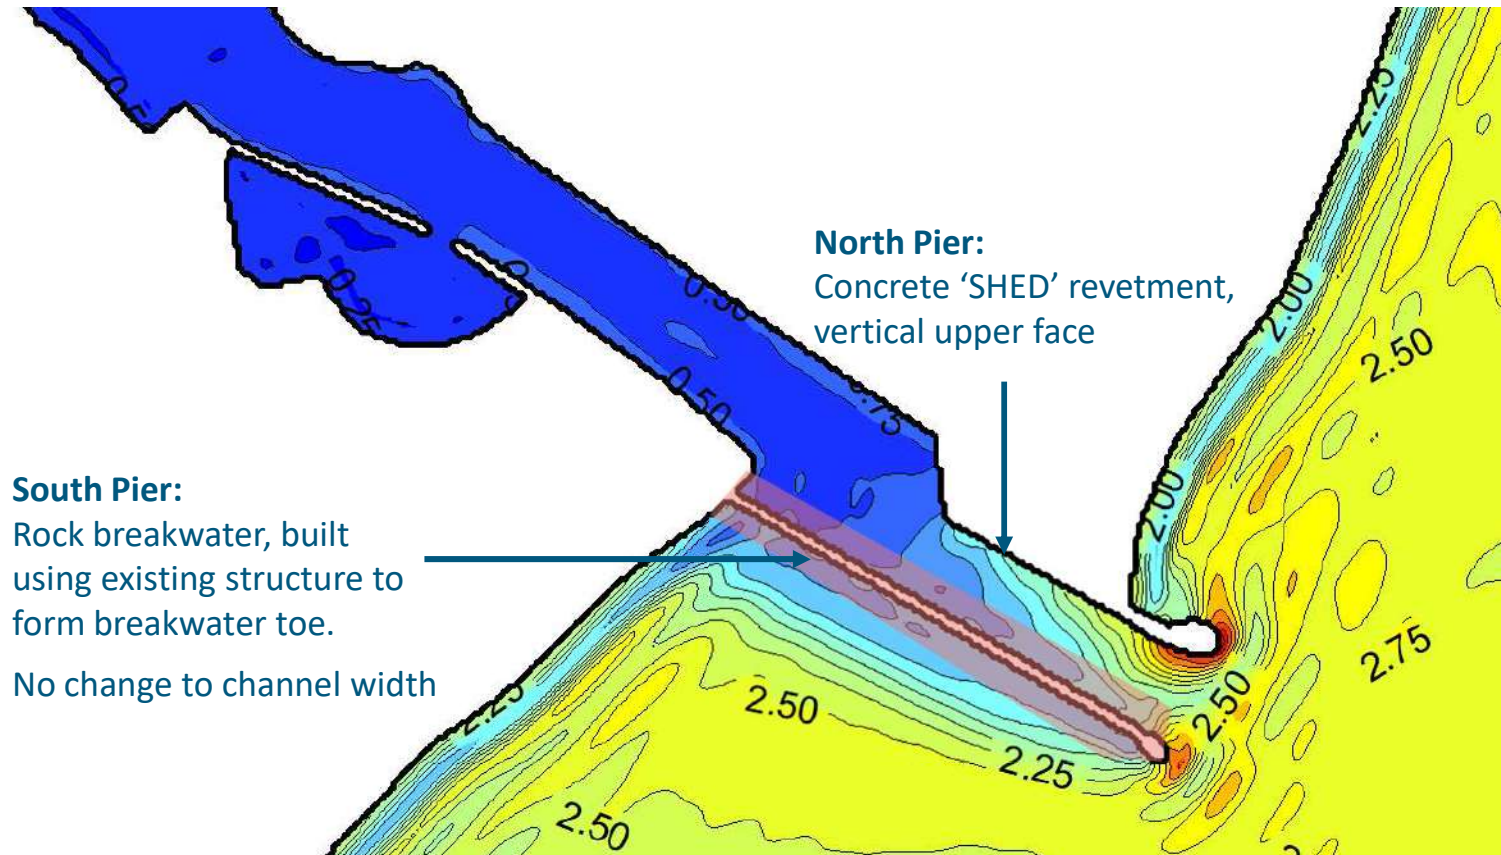 North Pier:
Concrete ‘SHED’ revetment,
vertical upper face
South Pier:
Rock breakwater, built
using existing structure to
form breakwater toe.
No change to channel width
0.25
0.50
0.50
2.25
2.00
2.50
2.00
2.75
2.50
2.25
2.50
2.25
2.50